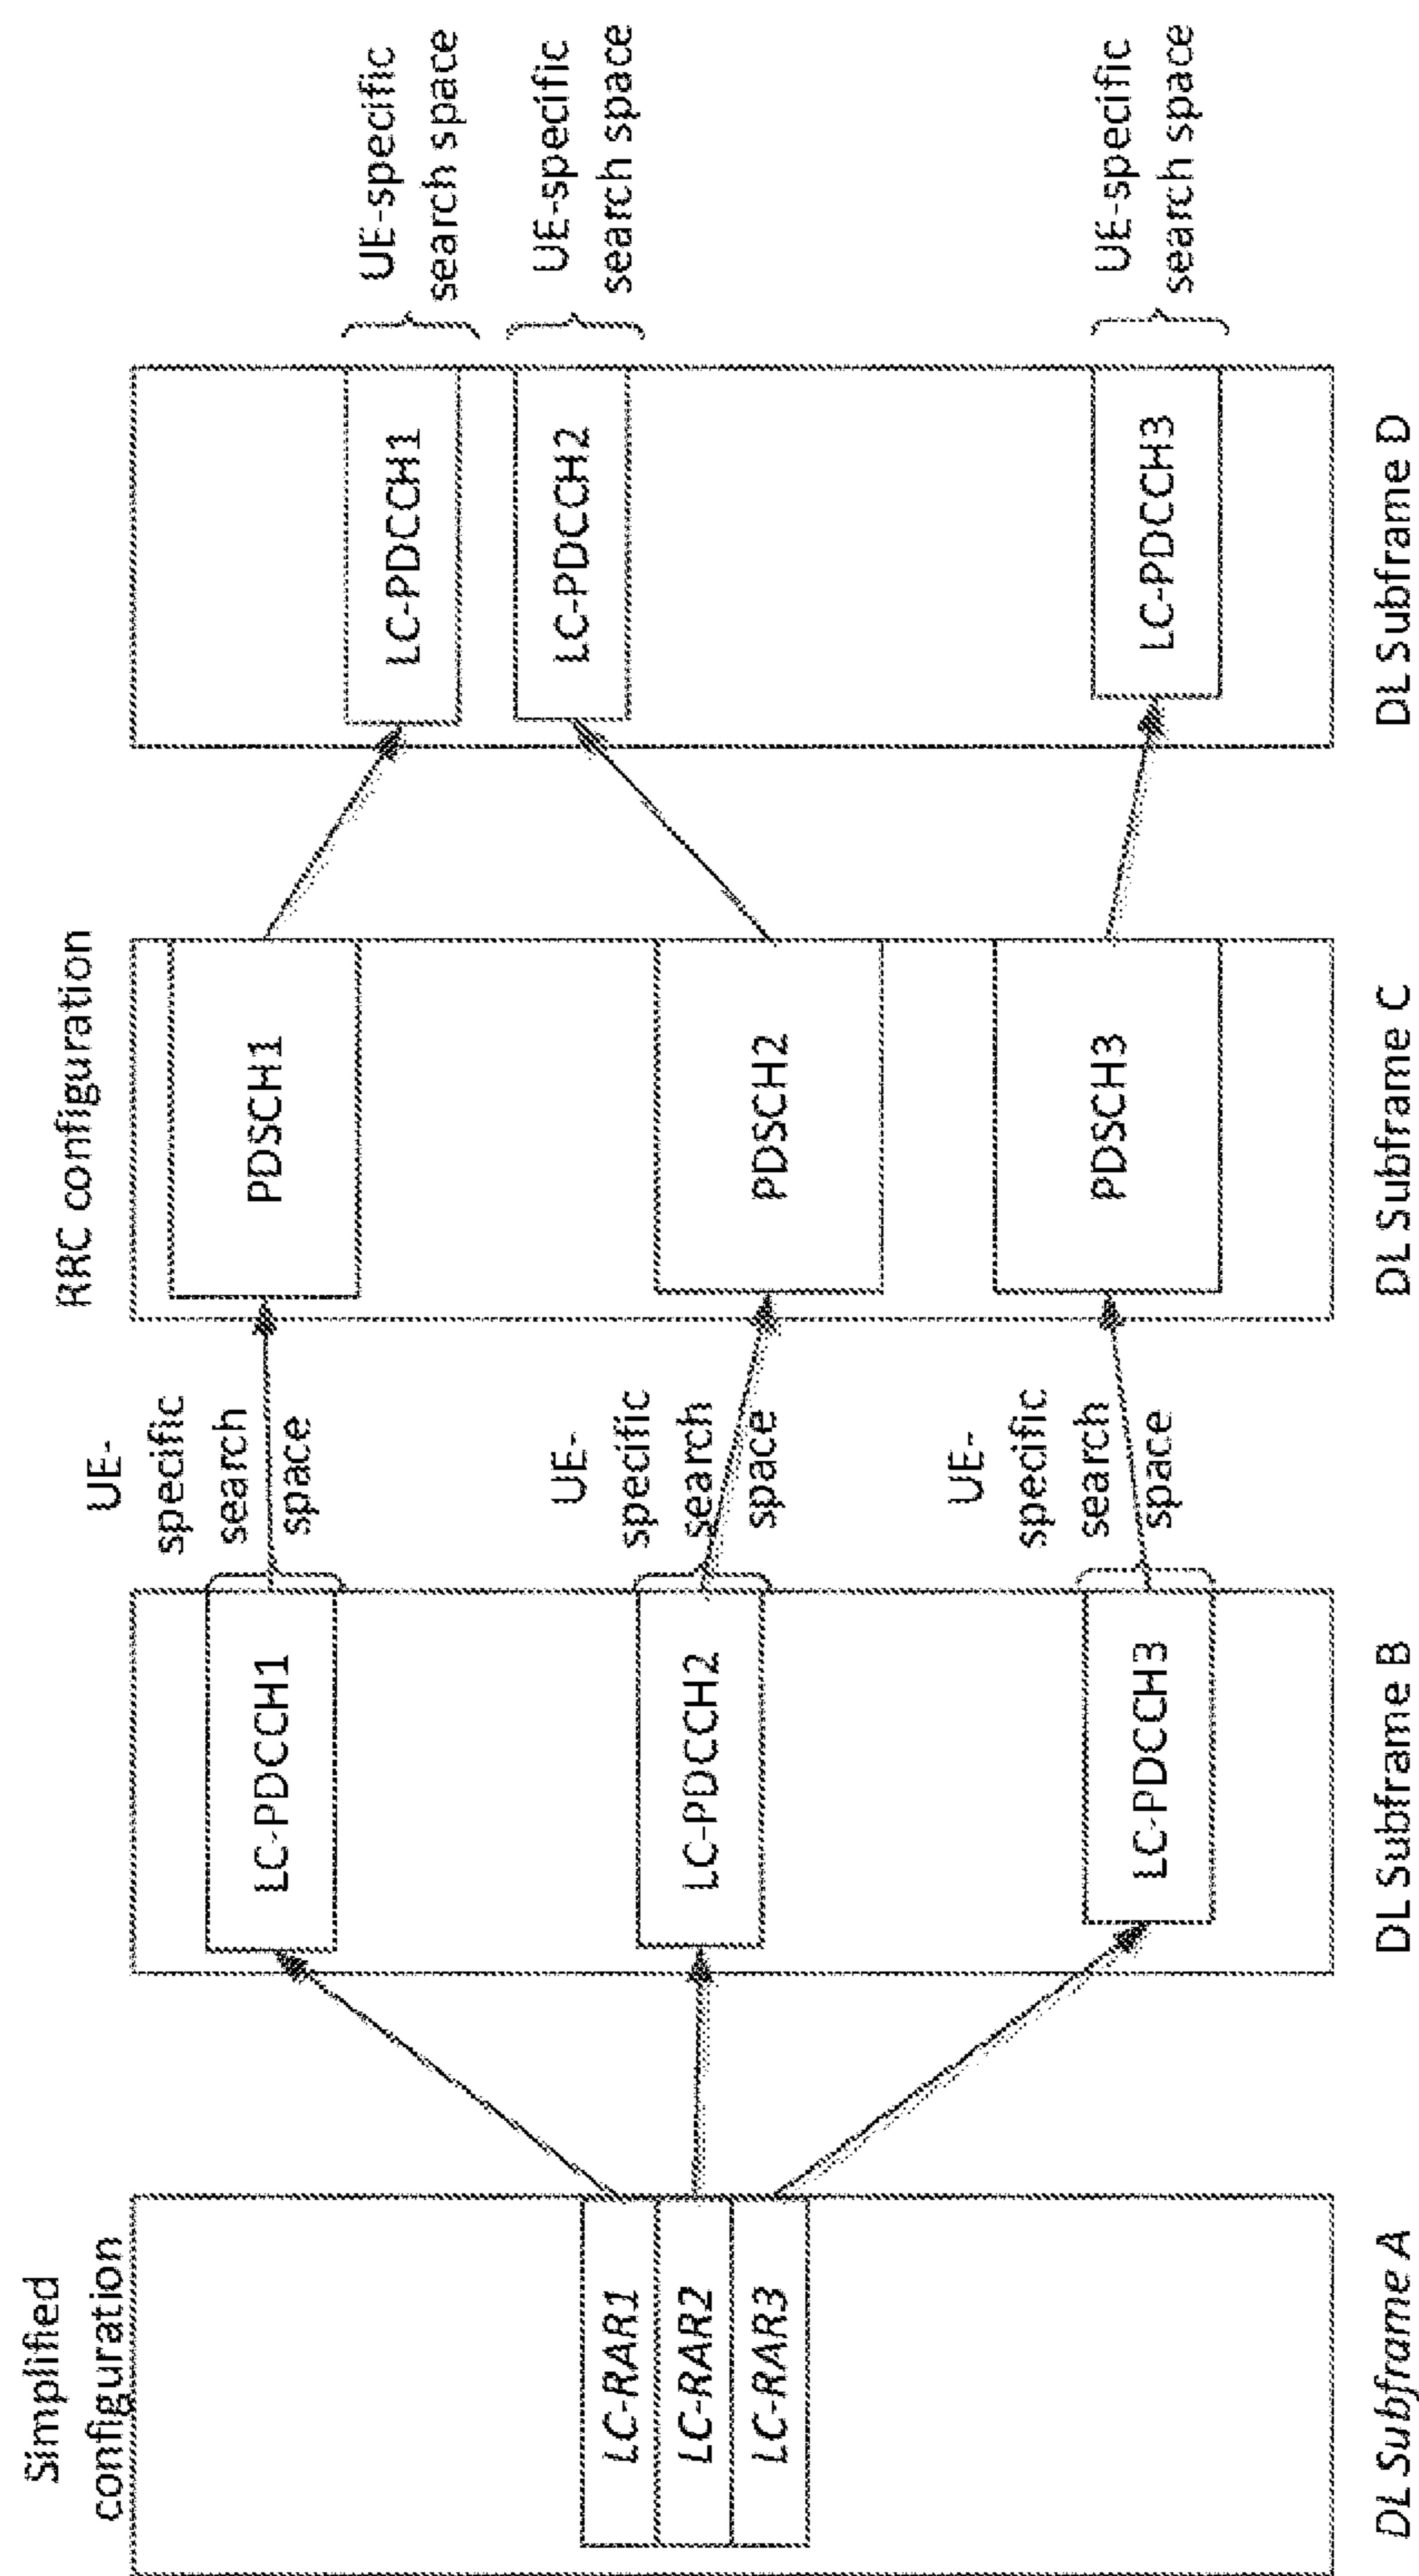 Simplified
configuration
LC-RAR1
LC-RAR2
LC-RAR3
DL Subframe A
LC-PDCCH1
UE-
specific
search
space
LC-PDCCH2
UE-
specific
search
space
LC-PDCCH3
UE-
specific
search
space
DL Subframe B
RRC configuration
PDSCH1
PDSCH2
PDSCH3
DL Subframe C
LC-PDCCH1
UE-specific
search space
LC-PDCCH2
UE-specific
search space
LC-PDCCH3
UE-specific
search space
DL Subframe D